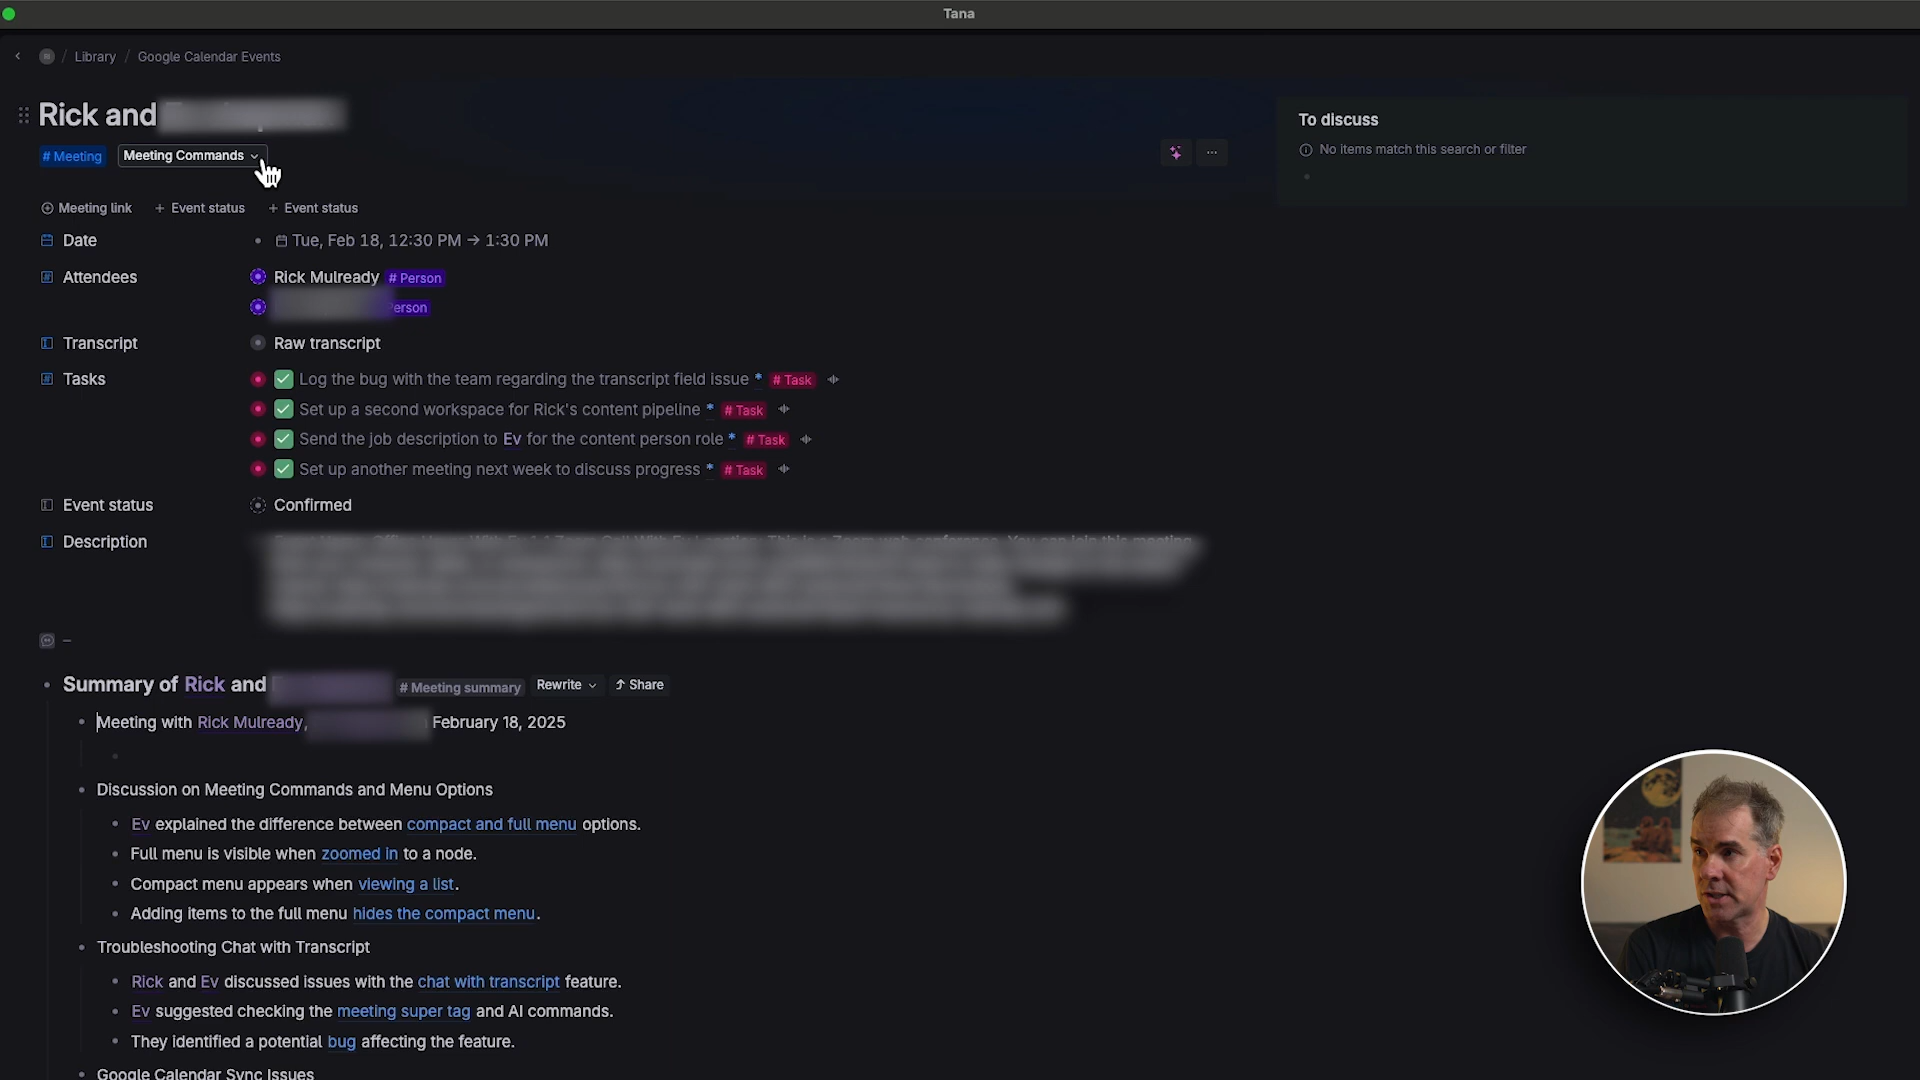 Tana
Library / Google Calendar Events
Rick and
# Meeting Meeting Commands
To discuss
No items match this search or filter
Meeting link + Event status + Event status
Date Tue, Feb 18, 12:30 PM → 1:30 PM
Attendees Rick Mulready # Person
erson
Transcript Raw transcript
Tasks Log the bug with the team regarding the transcript field issue * # Task
Set up a second workspace for Rick's content pipeline * # Task
Send the job description to Ev for the content person role * # Task
Set up another meeting next week to discuss progress * # Task
Event status Confirmed
Description
Summary of Rick and # Meeting summary Rewrite Share
Meeting with Rick Mulready, February 18, 2025
Discussion on Meeting Commands and Menu Options
Ev explained the difference between compact and full menu options.
Full menu is visible when zoomed in to a node.
Compact menu appears when viewing a list.
Adding items to the full menu hides the compact menu.
Troubleshooting Chat with Transcript
Rick and Ev discussed issues with the chat with transcript feature.
Ev suggested checking the meeting super tag and AI commands.
They identified a potential bug affecting the feature.
Google Calendar Sync Issues